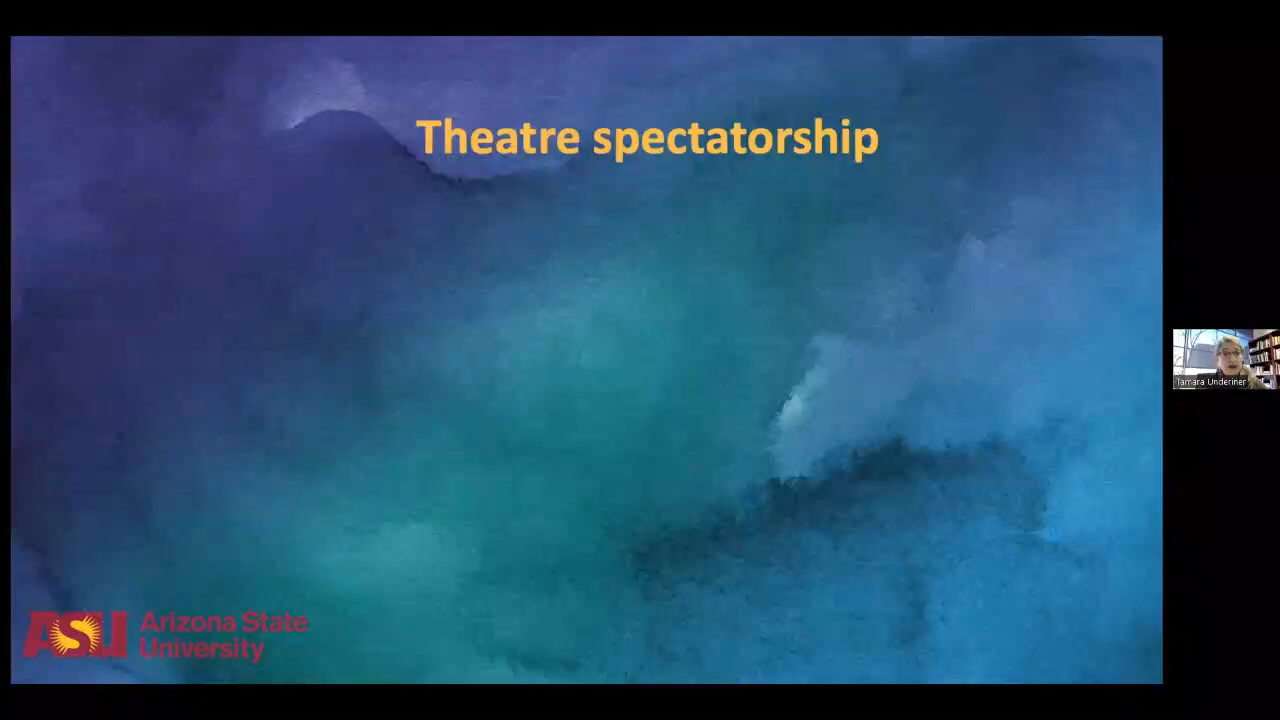 Theatre spectatorship
Tamara Underiner
ASU Arizona State
University